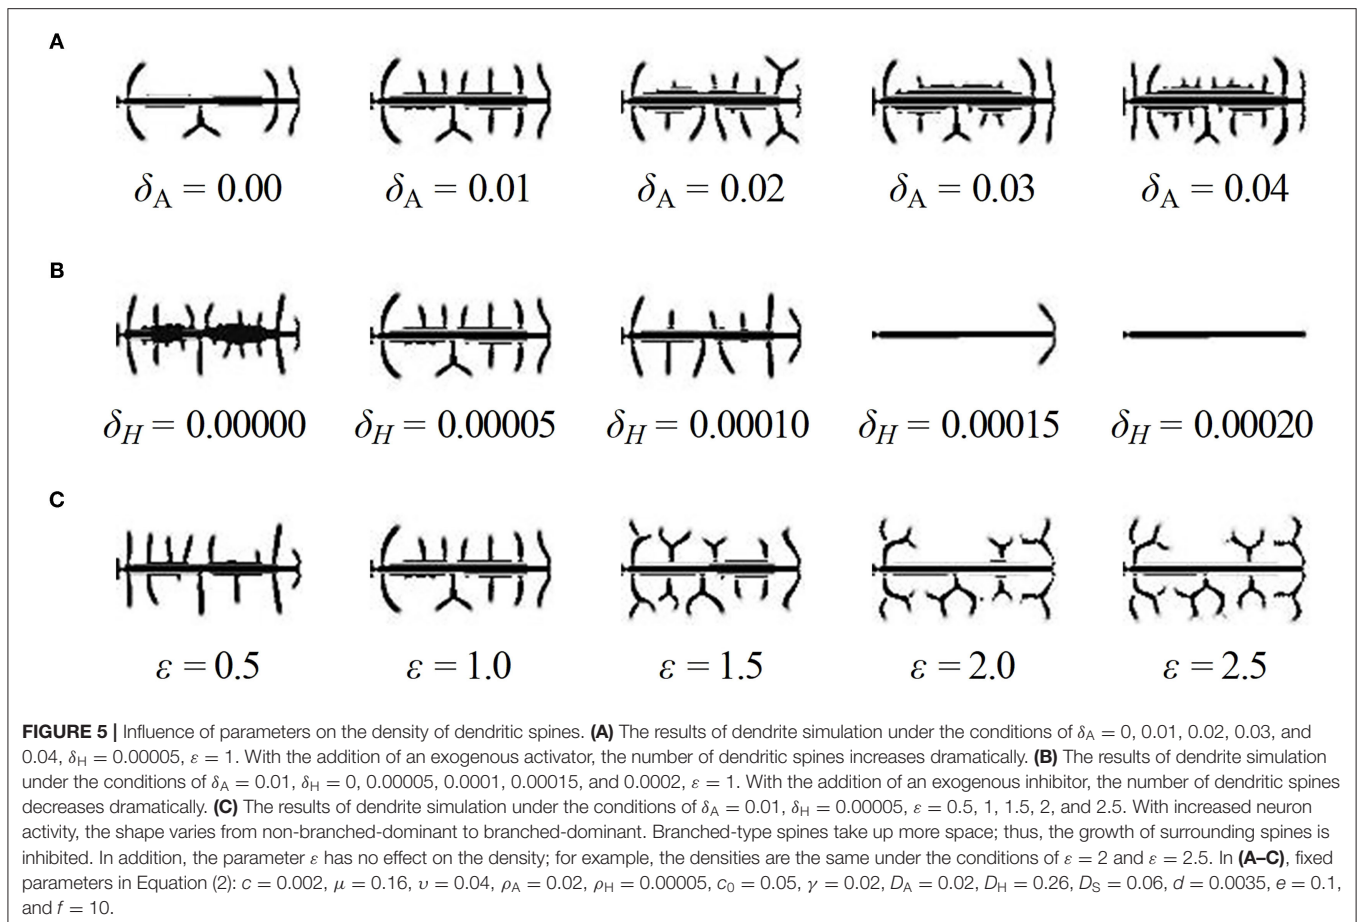 A
δA = 0.00 δA = 0.01 δA = 0.02 δA = 0.03 δA = 0.04
B
δH = 0.00000 δH = 0.00005 δH = 0.00010 δH = 0.00015 δH = 0.00020
C
ε = 0.5 ε = 1.0 ε = 1.5 ε = 2.0 ε = 2.5
FIGURE 5 | Influence of parameters on the density of dendritic spines. (A) The results of dendrite simulation under the conditions of δA = 0, 0.01, 0.02, 0.03, and
0.04, δH = 0.00005, ε = 1. With the addition of an exogenous activator, the number of dendritic spines increases dramatically. (B) The results of dendrite simulation
under the conditions of δA = 0.01, δH = 0, 0.00005, 0.0001, 0.00015, and 0.0002, ε = 1. With the addition of an exogenous inhibitor, the number of dendritic spines
decreases dramatically. (C) The results of dendrite simulation under the conditions of δA = 0.01, δH = 0.00005, ε = 0.5, 1, 1.5, 2, and 2.5. With increased neuron
activity, the shape varies from non-branched-dominant to branched-dominant. Branched-type spines take up more space; thus, the growth of surrounding spines is
inhibited. In addition, the parameter ε has no effect on the density; for example, the densities are the same under the conditions of ε = 2 and ε = 2.5. In (A–C), fixed
parameters in Equation (2): c = 0.002, μ = 0.16, υ = 0.04, ρA = 0.02, ρH = 0.00005, c0 = 0.05, γ = 0.02, DA = 0.02, DH = 0.26, DS = 0.06, d = 0.0035, e = 0.1,
and f = 10.